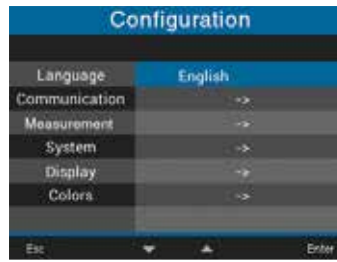 Configuration
Language English
Communication ->
Measurement ->
System ->
Display ->
Colors ->
Esc Enter